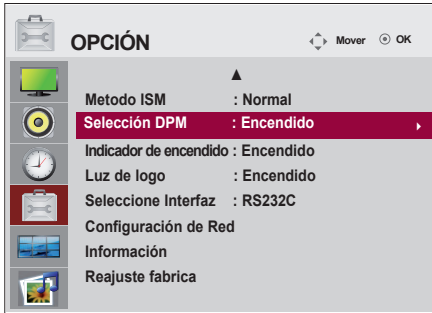 OPCIÓN
Mover OK
Metodo ISM : Normal
Selección DPM : Encendido
Indicador de encendido : Encendido
Luz de logo : Encendido
Seleccione Interfaz : RS232C
Configuración de Red
Información
Reajuste fabrica